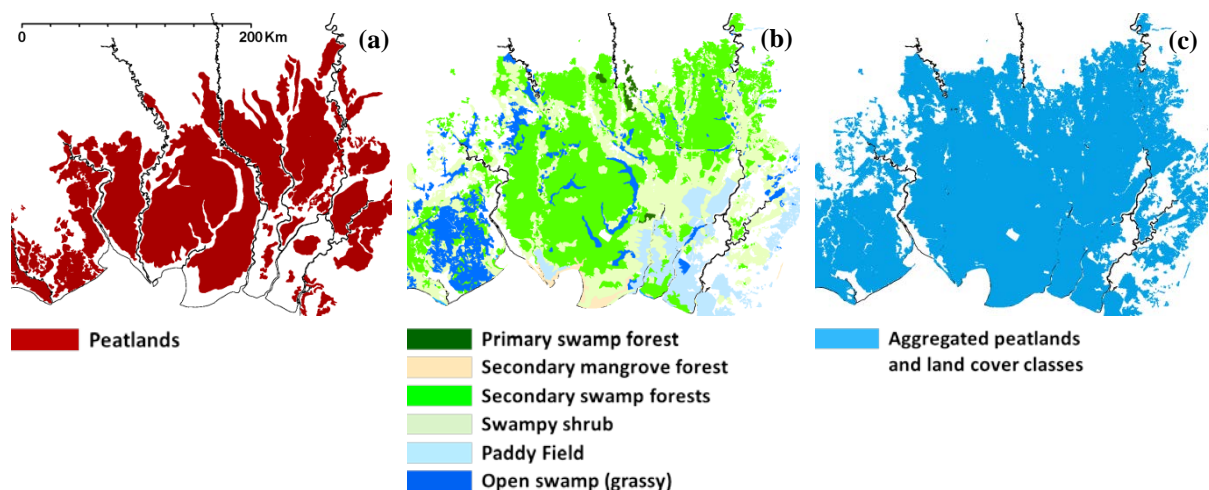 0 200 Km
(a)
(b)
(c)
Peatlands
Primary swamp forest
Secondary mangrove forest
Secondary swamp forests
Swampy shrub
Paddy Field
Open swamp (grassy)
Aggregated peatlands
and land cover classes